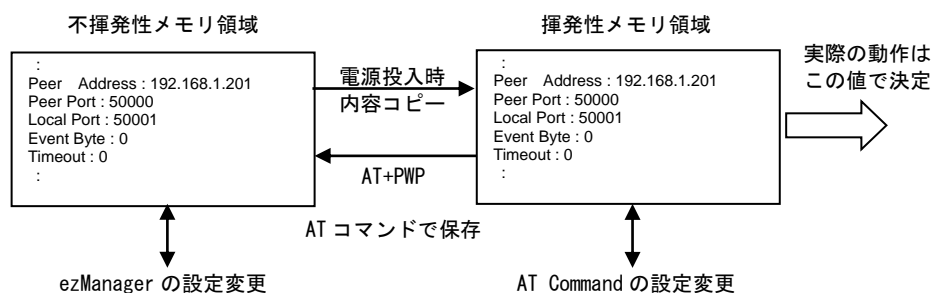 不揮発性メモリ領域
:
Peer Address : 192.168.1.201
Peer Port : 50000
Local Port : 50001
Event Byte : 0
Timeout : 0
:
電源投入時
内容コピー
AT+PWP
AT コマンドで保存
揮発性メモリ領域
:
Peer Address : 192.168.1.201
Peer Port : 50000
Local Port : 50001
Event Byte : 0
Timeout : 0
:
実際の動作は
この値で決定
ezManager の設定変更
AT Command の設定変更